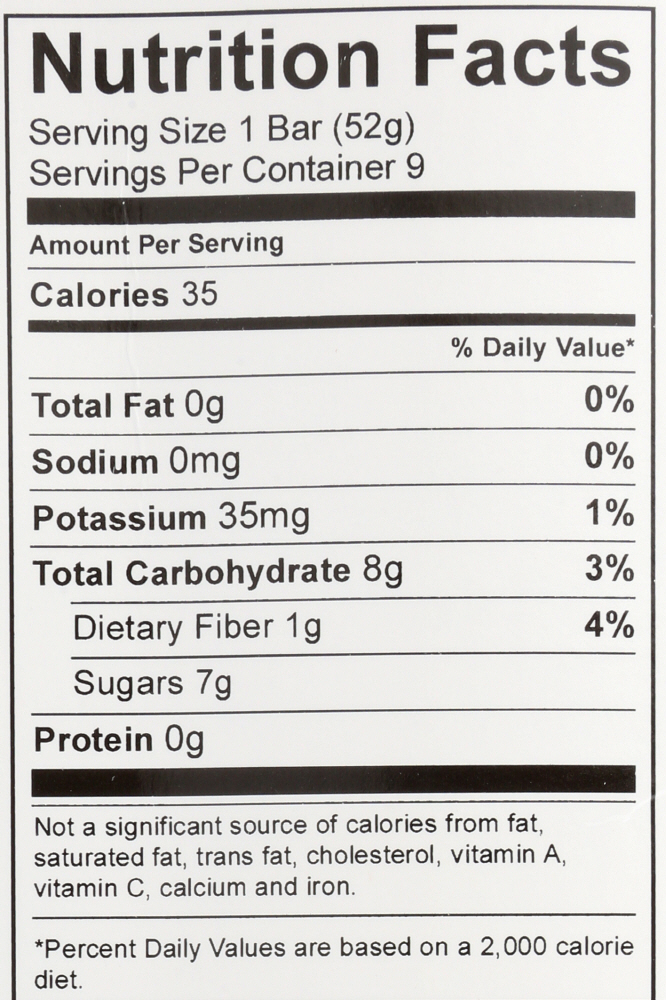 Nutrition Facts
Serving Size 1 Bar (52g)
Servings Per Container 9
Amount Per Serving
Calories 35
% Daily Value*
Total Fat 0g 0%
Sodium 0mg 0%
Potassium 35mg 1%
Total Carbohydrate 8g 3%
Dietary Fiber 1g 4%
Sugars 7g
Protein 0g
Not a significant source of calories from fat,
saturated fat, trans fat, cholesterol, vitamin A,
vitamin C, calcium and iron.
*Percent Daily Values are based on a 2,000 calorie
diet.